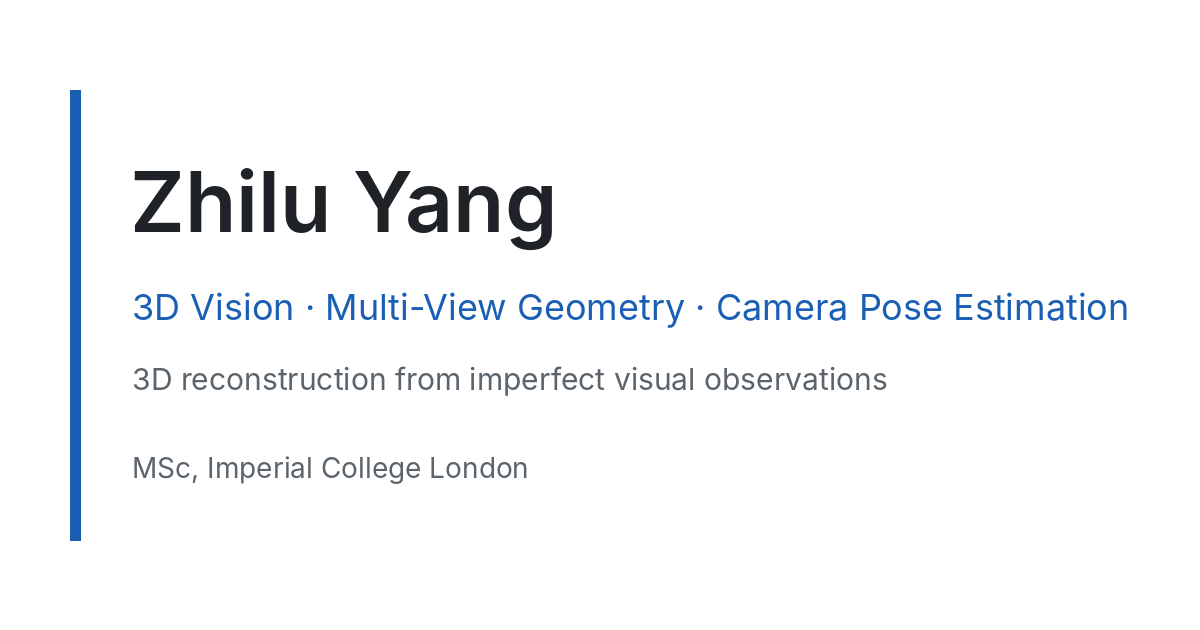 Zhilu Yang
3D Vision · Multi-View Geometry · Camera Pose Estimation
3D reconstruction from imperfect visual observations
MSc, Imperial College London